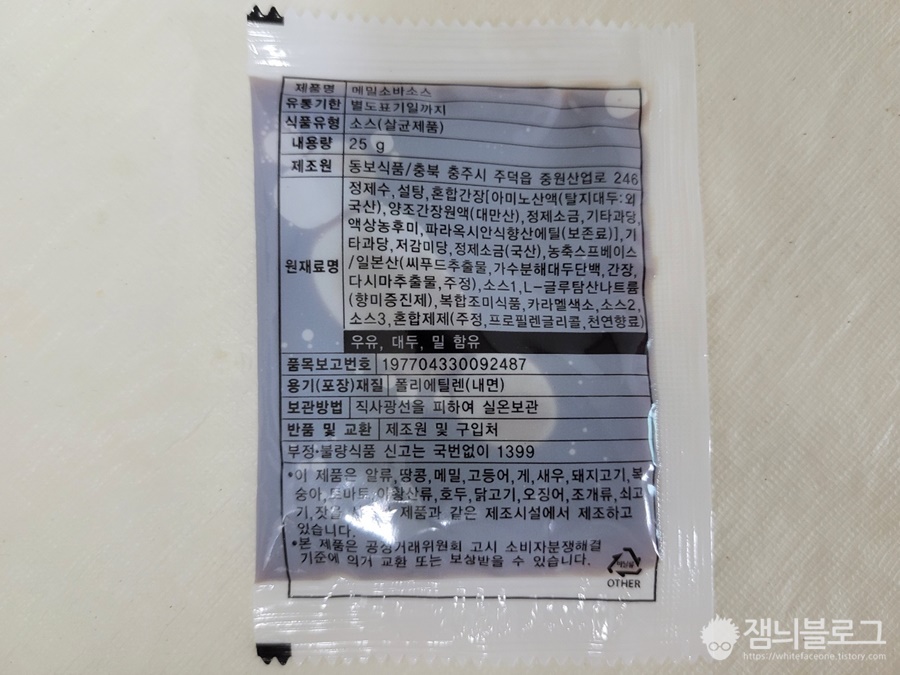 제품명 메밀소바소스
유통기한 별도표기일까지
식품유형 소스(살균제품)
내용량 25 g
제조원 동보식품/충북 충주시 주덕읍 중원산업로 246
원재료명 정제수,설탕,혼합간장[아미노산액(탈지대두:외
국산),양조간장원액(대만산),정제소금,기타과당,
액상농후미,파라옥시안식향산에틸(보존료)],기
타과당,저감미당,정제소금(국산),농축스프베이스
/일본산(씨푸드추출물,가수분해대두단백,간장,
다시마추출물,주정),소스1,L-글루탐산나트륨
(향미증진제),복합조미식품,카라멜색소,소스2,
소스3,혼합제제(주정,프로필렌글리콜,천연향료)
우유, 대두, 밀 함유
품목보고번호 197704330092487
용기(포장)재질 폴리에틸렌(내면)
보관방법 직사광선을 피하여 실온보관
반품 및 교환 제조원 및 구입처
부정·불량식품 신고는 국번없이 1399
•이 제품은 알류,땅콩,메밀,고등어,게,새우,돼지고기,복
숭아,토마토,아황산류,호두,닭고기,오징어,조개류,쇠고
기,잣을 제품과 같은 제조시설에서 제조하고
있습니다.
•본 제품은 공정거래위원회 고시 소비자분쟁해결
기준에 의거 교환 또는 보상받을 수 있습니다.
OTHER
잼늬블로그
https://whitefaceone.tistory.com